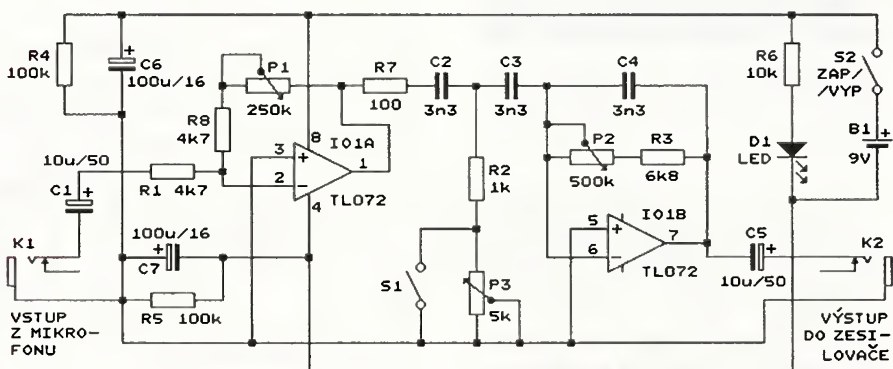 R4
100k
C6
100u/16
P1
250k
R8
4k7
R7
100
C2
3n3
C3
3n3
C4
3n3
R6
10k
S2
ZAP/
/VYP
B1
9V
D1
LED
10u/50
C1
R1
4k7
3
2
8
4
1
IO1A
TL072
R2
1k
P2
500k
R3
6k8
5
6
7
IO1B
TL072
C5
10u/50
100u/16
C7
R5
100k
S1
P3
5k
K1
VSTUP
Z MIKRO-
FONU
K2
VÝSTUP
DO ZESI-
LOVAČE